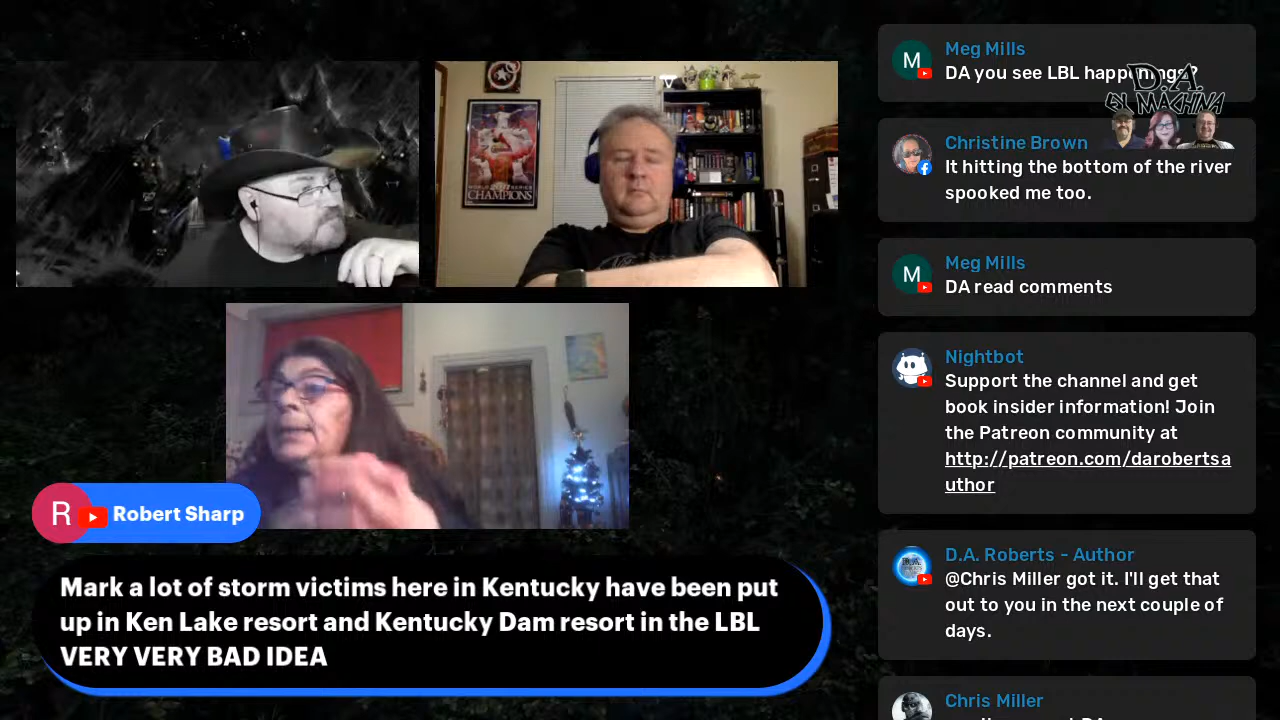 Meg Mills
DA you see LBL happenings?
D.A.
EX MACHINA
Christine Brown
It hitting the bottom of the river
spooked me too.
Meg Mills
DA read comments
Nightbot
Support the channel and get
book insider information! Join
the Patreon community at
http://patreon.com/darobertsa
uthor
D.A. Roberts - Author
@Chris Miller got it. I'll get that
out to you in the next couple of
days.
Chris Miller
WORLD SERIES
CHAMPIONS
R Robert Sharp
Mark a lot of storm victims here in Kentucky have been put
up in Ken Lake resort and Kentucky Dam resort in the LBL
VERY VERY BAD IDEA